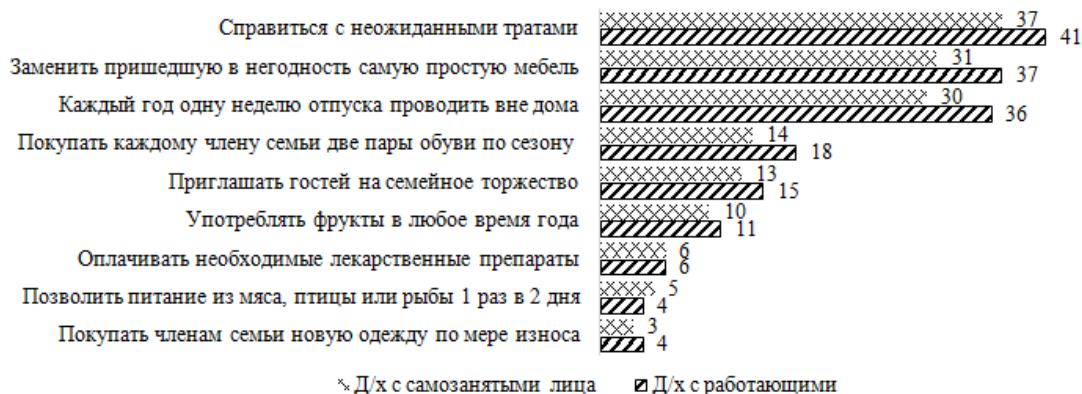 Справиться с неожиданными тратами
37
41
Заменить пришедшую в негодность самую простую мебель
31
37
Каждый год одну неделю отпуска проводить вне дома
30
36
Покупать каждому члену семьи две пары обуви по сезону
14
18
Приглашать гостей на семейное торжество
13
15
Употреблять фрукты в любое время года
10
11
Оплачивать необходимые лекарственные препараты
6
6
Позволить питание из мяса, птицы или рыбы 1 раз в 2 дня
5
4
Покупать членам семьи новую одежду по мере износа
3
4
Д/х с самозанятыми лица Д/х с работающими